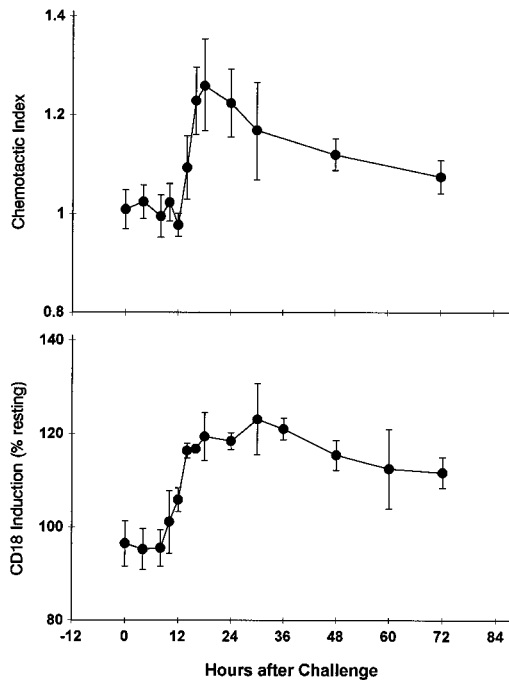 1.4
1.2
1
0.8
Chemotactic Index
140
120
100
80
CD18 Induction (% resting)
-12 0 12 24 36 48 60 72 84
Hours after Challenge